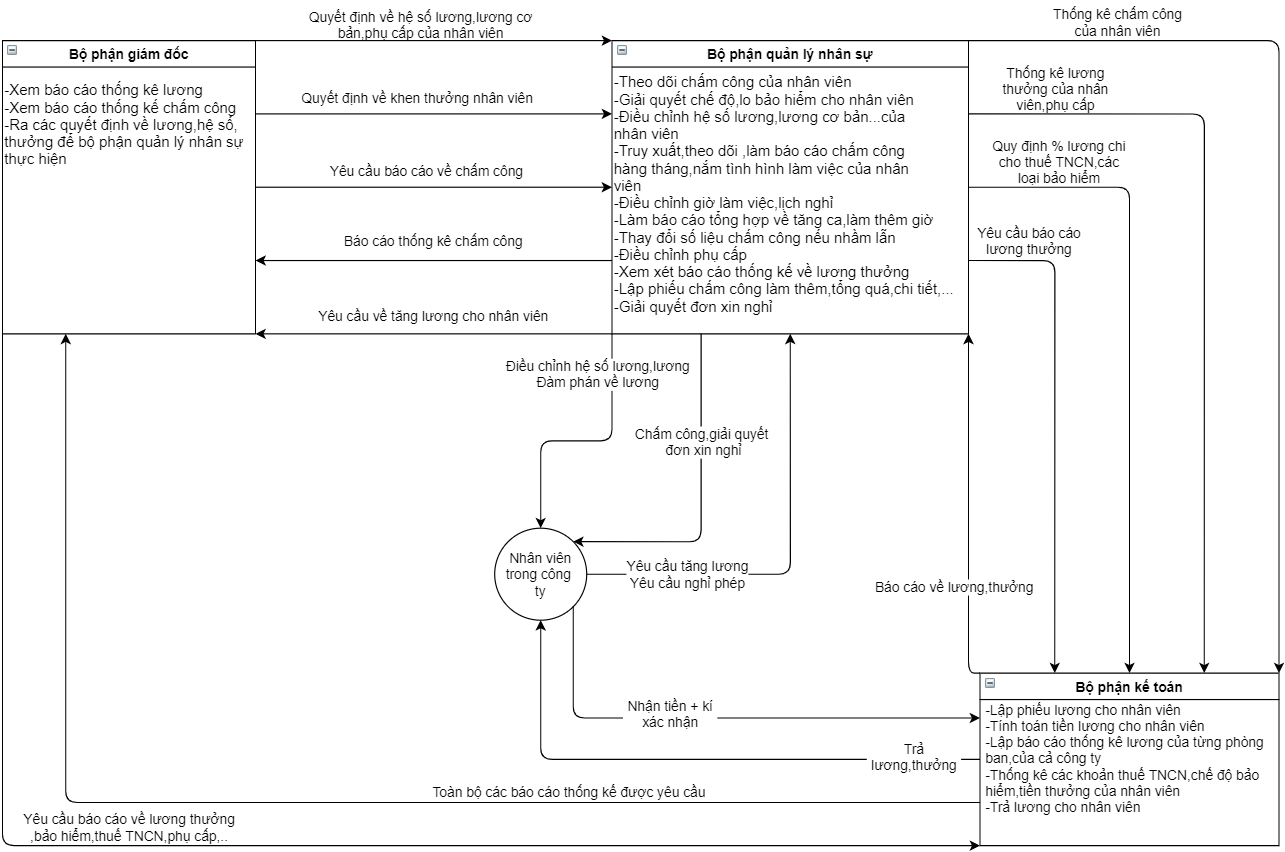 Quyết định về hệ số lương,lương cơ
bản,phụ cấp của nhân viên
Thống kê chấm công
của nhân viên
Bộ phận giám đốc
-Xem báo cáo thống kê lương
-Xem báo cáo thống kế chấm công
-Ra các quyết định về lương,hệ số,
thưởng để bộ phận quản lý nhân sự
thực hiện
Quyết định về khen thưởng nhân viên
Yêu cầu báo cáo về chấm công
Báo cáo thống kê chấm công
Yêu cầu về tăng lương cho nhân viên
Bộ phận quản lý nhân sự
-Theo dõi chấm công của nhân viên
-Giải quyết chế độ,lo bảo hiểm cho nhân viên
-Điều chỉnh hệ số lương,lương cơ bản...của
nhân viên
-Truy xuất,theo dõi ,làm báo cáo chấm công
hàng tháng,nắm tình hình làm việc của nhân
viên
-Điều chỉnh giờ làm việc,lịch nghỉ
-Làm báo cáo tổng hợp về tăng ca,làm thêm giờ
-Thay đổi số liệu chấm công nếu nhầm lẫn
-Điều chỉnh phụ cấp
-Xem xét báo cáo thống kế về lương thưởng
-Lập phiếu chấm công làm thêm,tổng quá,chi tiết,...
-Giải quyết đơn xin nghỉ
Thống kê lương
thưởng của nhân
viên,phụ cấp
Quy định % lương chi
cho thuế TNCN,các
loại bảo hiểm
Yêu cầu báo cáo
lương thưởng
Điều chỉnh hệ số lương,lương
Đàm phán về lương
Chấm công,giải quyết
đơn xin nghỉ
Nhân viên
trong công
ty
Yêu cầu tăng lương
Yêu cầu nghỉ phép
Báo cáo về lương,thưởng
Nhận tiền + kí
xác nhận
Trả
lương,thưởng
Bộ phận kế toán
-Lập phiếu lương cho nhân viên
-Tính toán tiền lương cho nhân viên
-Lập báo cáo thống kê lương của từng phòng
ban,của cả công ty
-Thống kê các khoản thuế TNCN,chế độ bảo
hiểm,tiền thưởng của nhân viên
-Trả lương cho nhân viên
Toàn bộ các báo cáo thống kế được yêu cầu
Yêu cầu báo cáo về lương thưởng
,bảo hiểm,thuế TNCN,phụ cấp,..